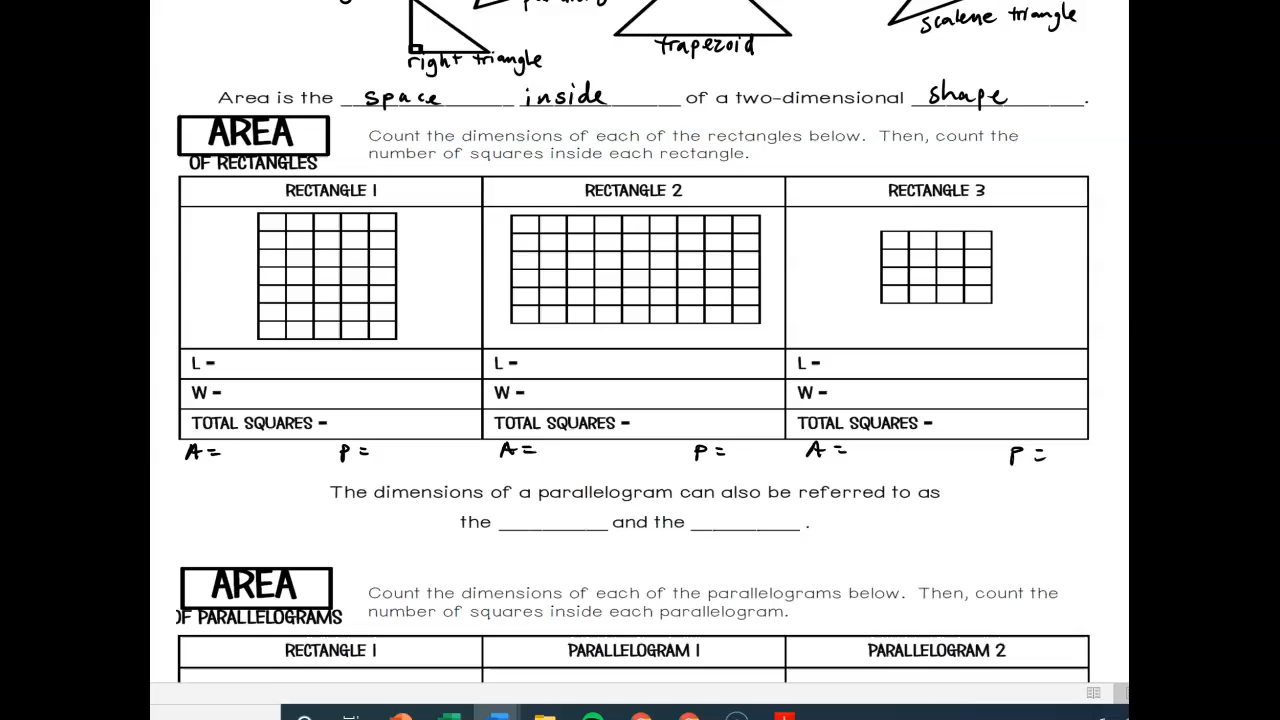 right triangle
trapezoid
scalene triangle
Area is the space inside of a two-dimensional shape.
AREA
OF RECTANGLES
Count the dimensions of each of the rectangles below. Then, count the
number of squares inside each rectangle.
RECTANGLE 1 RECTANGLE 2 RECTANGLE 3
L = L = L =
W = W = W =
TOTAL SQUARES = TOTAL SQUARES = TOTAL SQUARES =
A = P = A = P = A = P =
The dimensions of a parallelogram can also be referred to as
the __________ and the __________ .
AREA
OF PARALLELOGRAMS
Count the dimensions of each of the parallelograms below. Then, count the
number of squares inside each parallelogram.
RECTANGLE 1 PARALLELOGRAM 1 PARALLELOGRAM 2